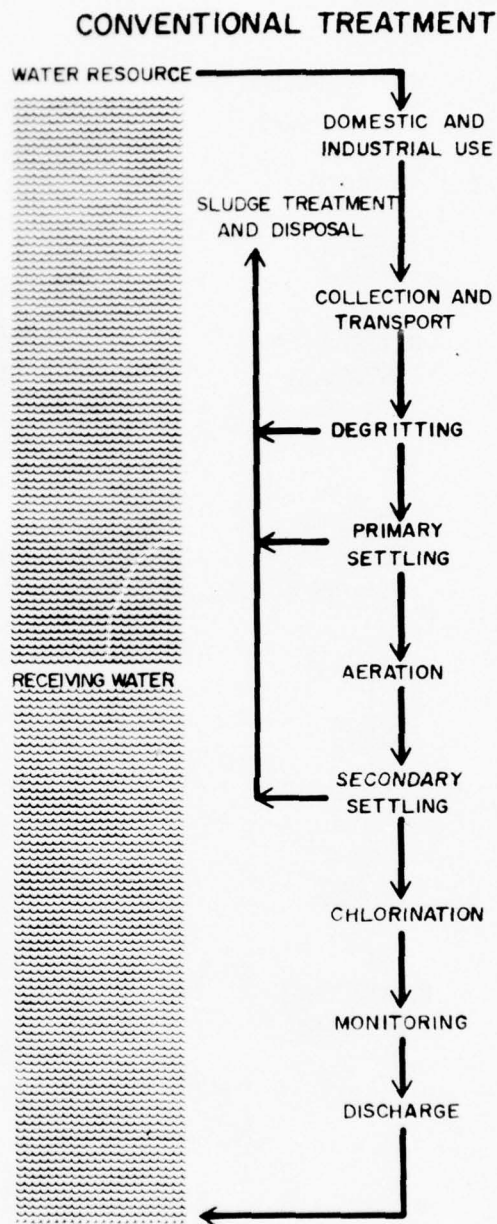 CONVENTIONAL TREATMENT
WATER RESOURCE
DOMESTIC AND
INDUSTRIAL USE
SLUDGE TREATMENT
AND DISPOSAL
COLLECTION AND
TRANSPORT
DEGRITTING
PRIMARY
SETTLING
AERATION
RECEIVING WATER
SECONDARY
SETTLING
CHLORINATION
MONITORING
DISCHARGE